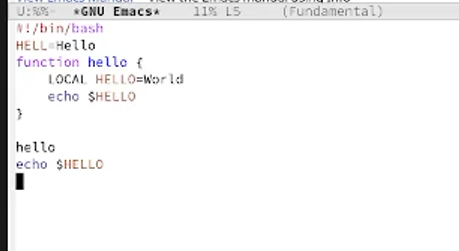 U:%%-  *GNU Emacs*   11% L5    (Fundamental)
#!/bin/bash
HELL=Hello
function hello {
    LOCAL HELLO=World
    echo $HELLO
}
hello
echo $HELLO